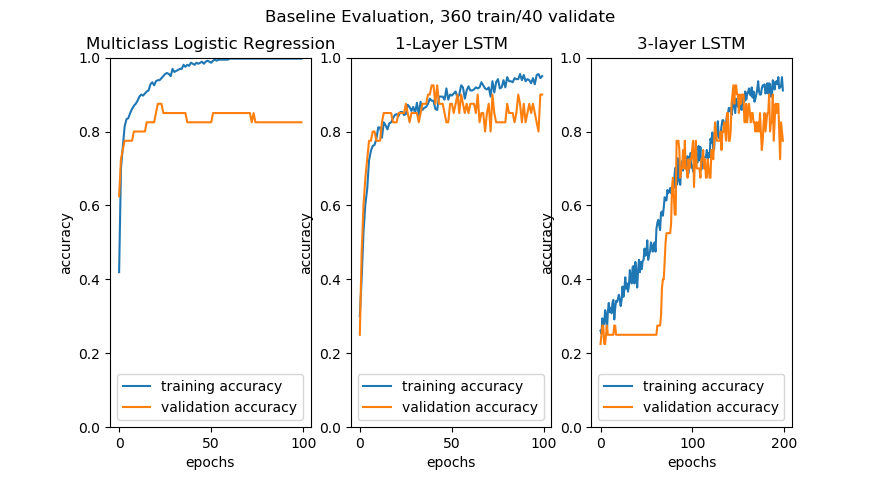 Baseline Evaluation, 360 train/40 validate
Multiclass Logistic Regression
1.0
0.8
0.6
0.4
0.2
0.0
accuracy
training accuracy
validation accuracy
0
50
100
epochs
1-Layer LSTM
1.0
0.8
0.6
0.4
0.2
0.0
accuracy
training accuracy
validation accuracy
0
50
100
epochs
3-layer LSTM
1.0
0.8
0.6
0.4
0.2
0.0
accuracy
training accuracy
validation accuracy
0
100
200
epochs